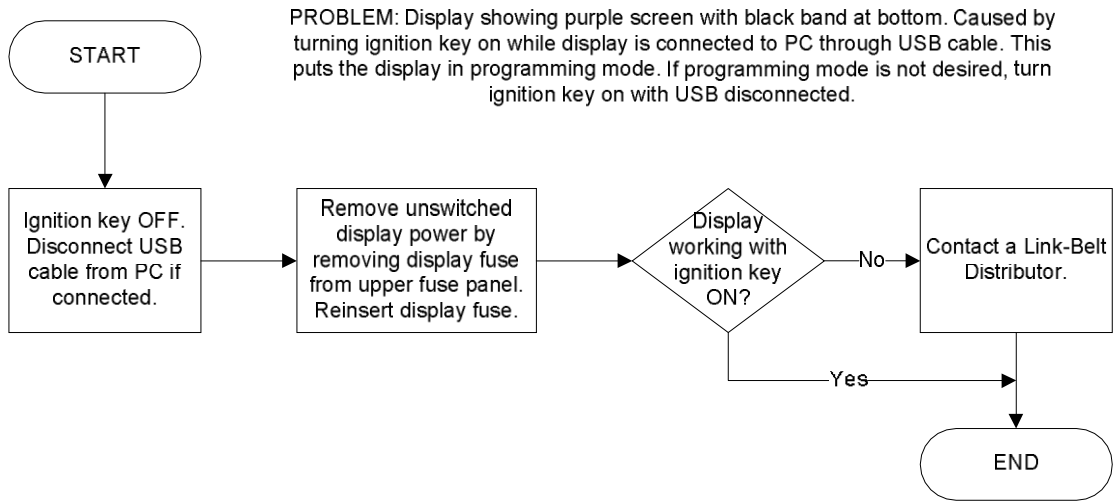 PROBLEM: Display showing purple screen with black band at bottom. Caused by
turning ignition key on while display is connected to PC through USB cable. This
puts the display in programming mode. If programming mode is not desired, turn
ignition key on with USB disconnected.
START
Ignition key OFF.
Disconnect USB
cable from PC if
connected.
Remove unswitched
display power by
removing display fuse
from upper fuse panel.
Reinsert display fuse.
Display
working with
ignition key
ON?
No
Contact a Link-Belt
Distributor.
Yes
END